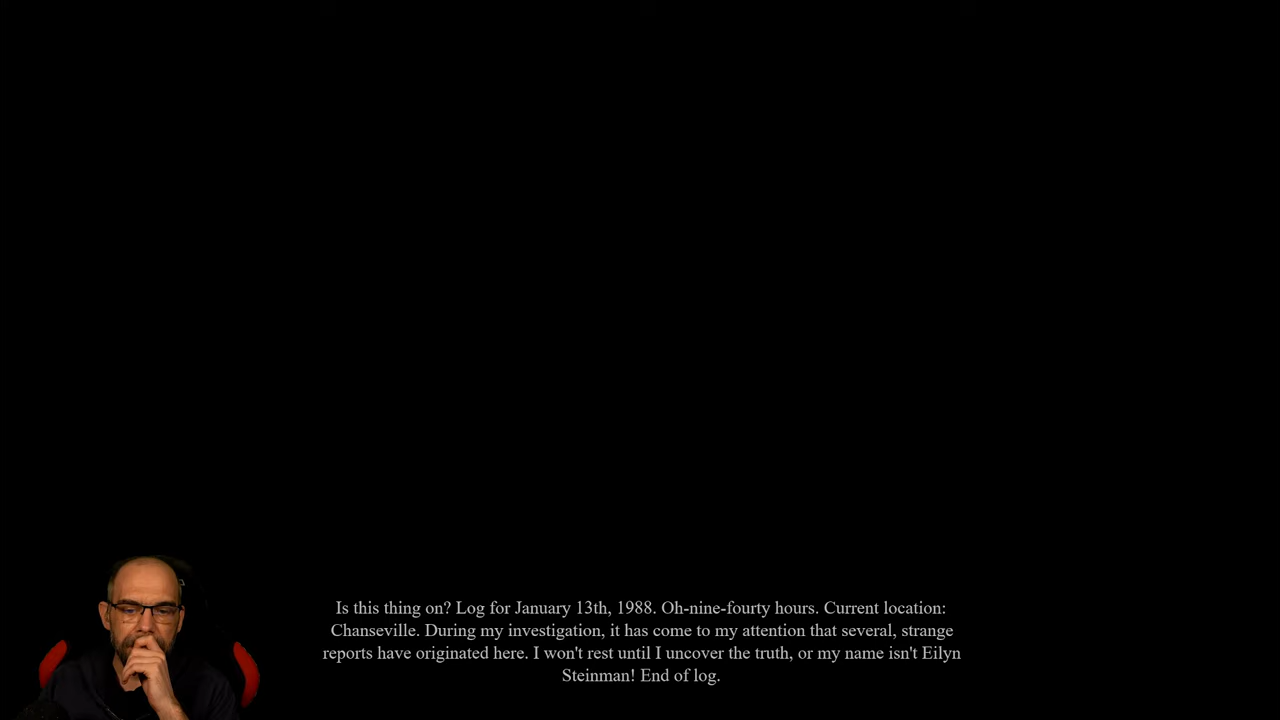 Is this thing on? Log for January 13th, 1988. Oh-nine-fourty hours. Current location:
Chanseville. During my investigation, it has come to my attention that several, strange
reports have originated here. I won't rest until I uncover the truth, or my name isn't Eilyn
Steinman! End of log.